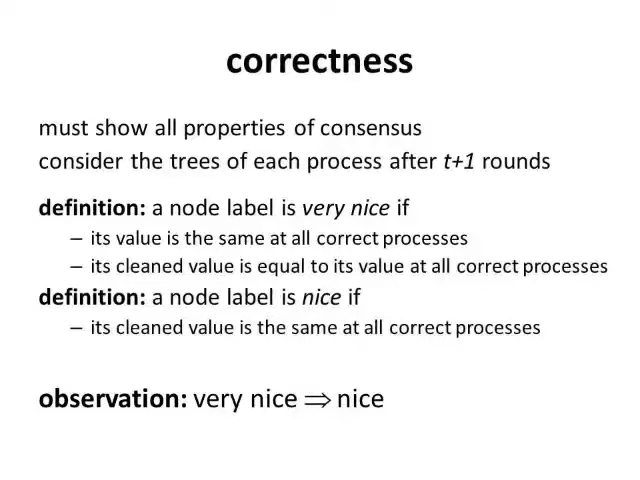 correctness
must show all properties of consensus
consider the trees of each process after t+1 rounds
definition: a node label is very nice if
– its value is the same at all correct processes
– its cleaned value is equal to its value at all correct processes
definition: a node label is nice if
– its cleaned value is the same at all correct processes
observation: very nice ⇒ nice